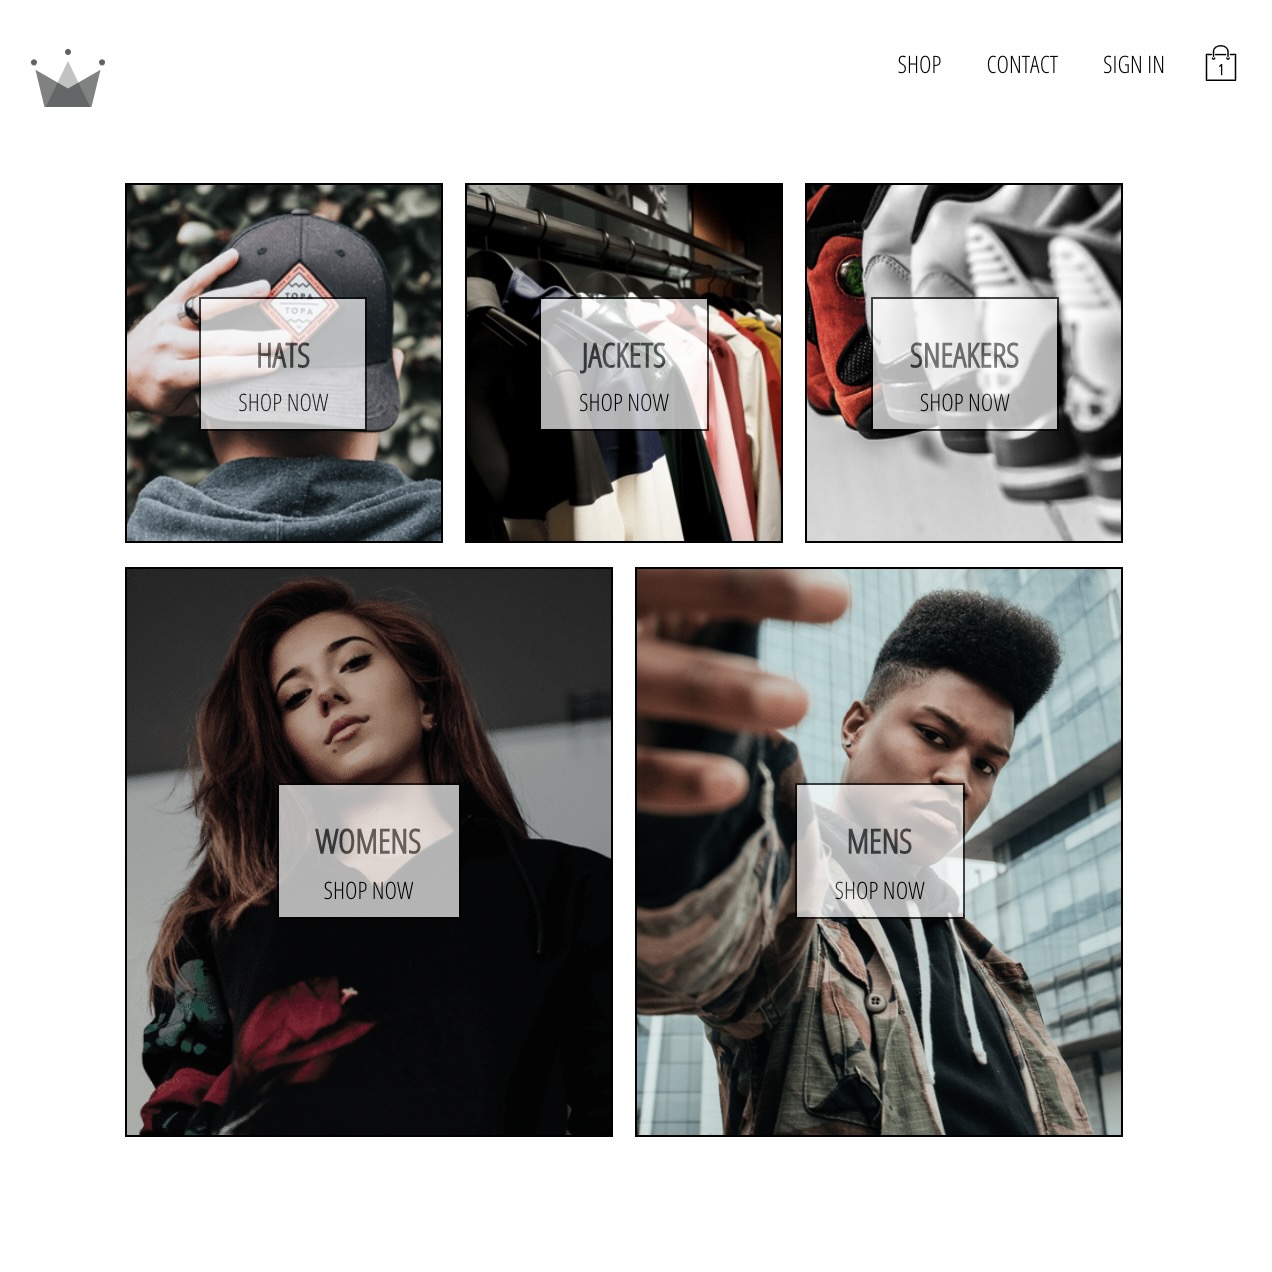 SHOP
CONTACT
SIGN IN
1
TOPA
TOPA
HATS
SHOP NOW
JACKETS
SHOP NOW
SNEAKERS
SHOP NOW
WOMENS
SHOP NOW
MENS
SHOP NOW